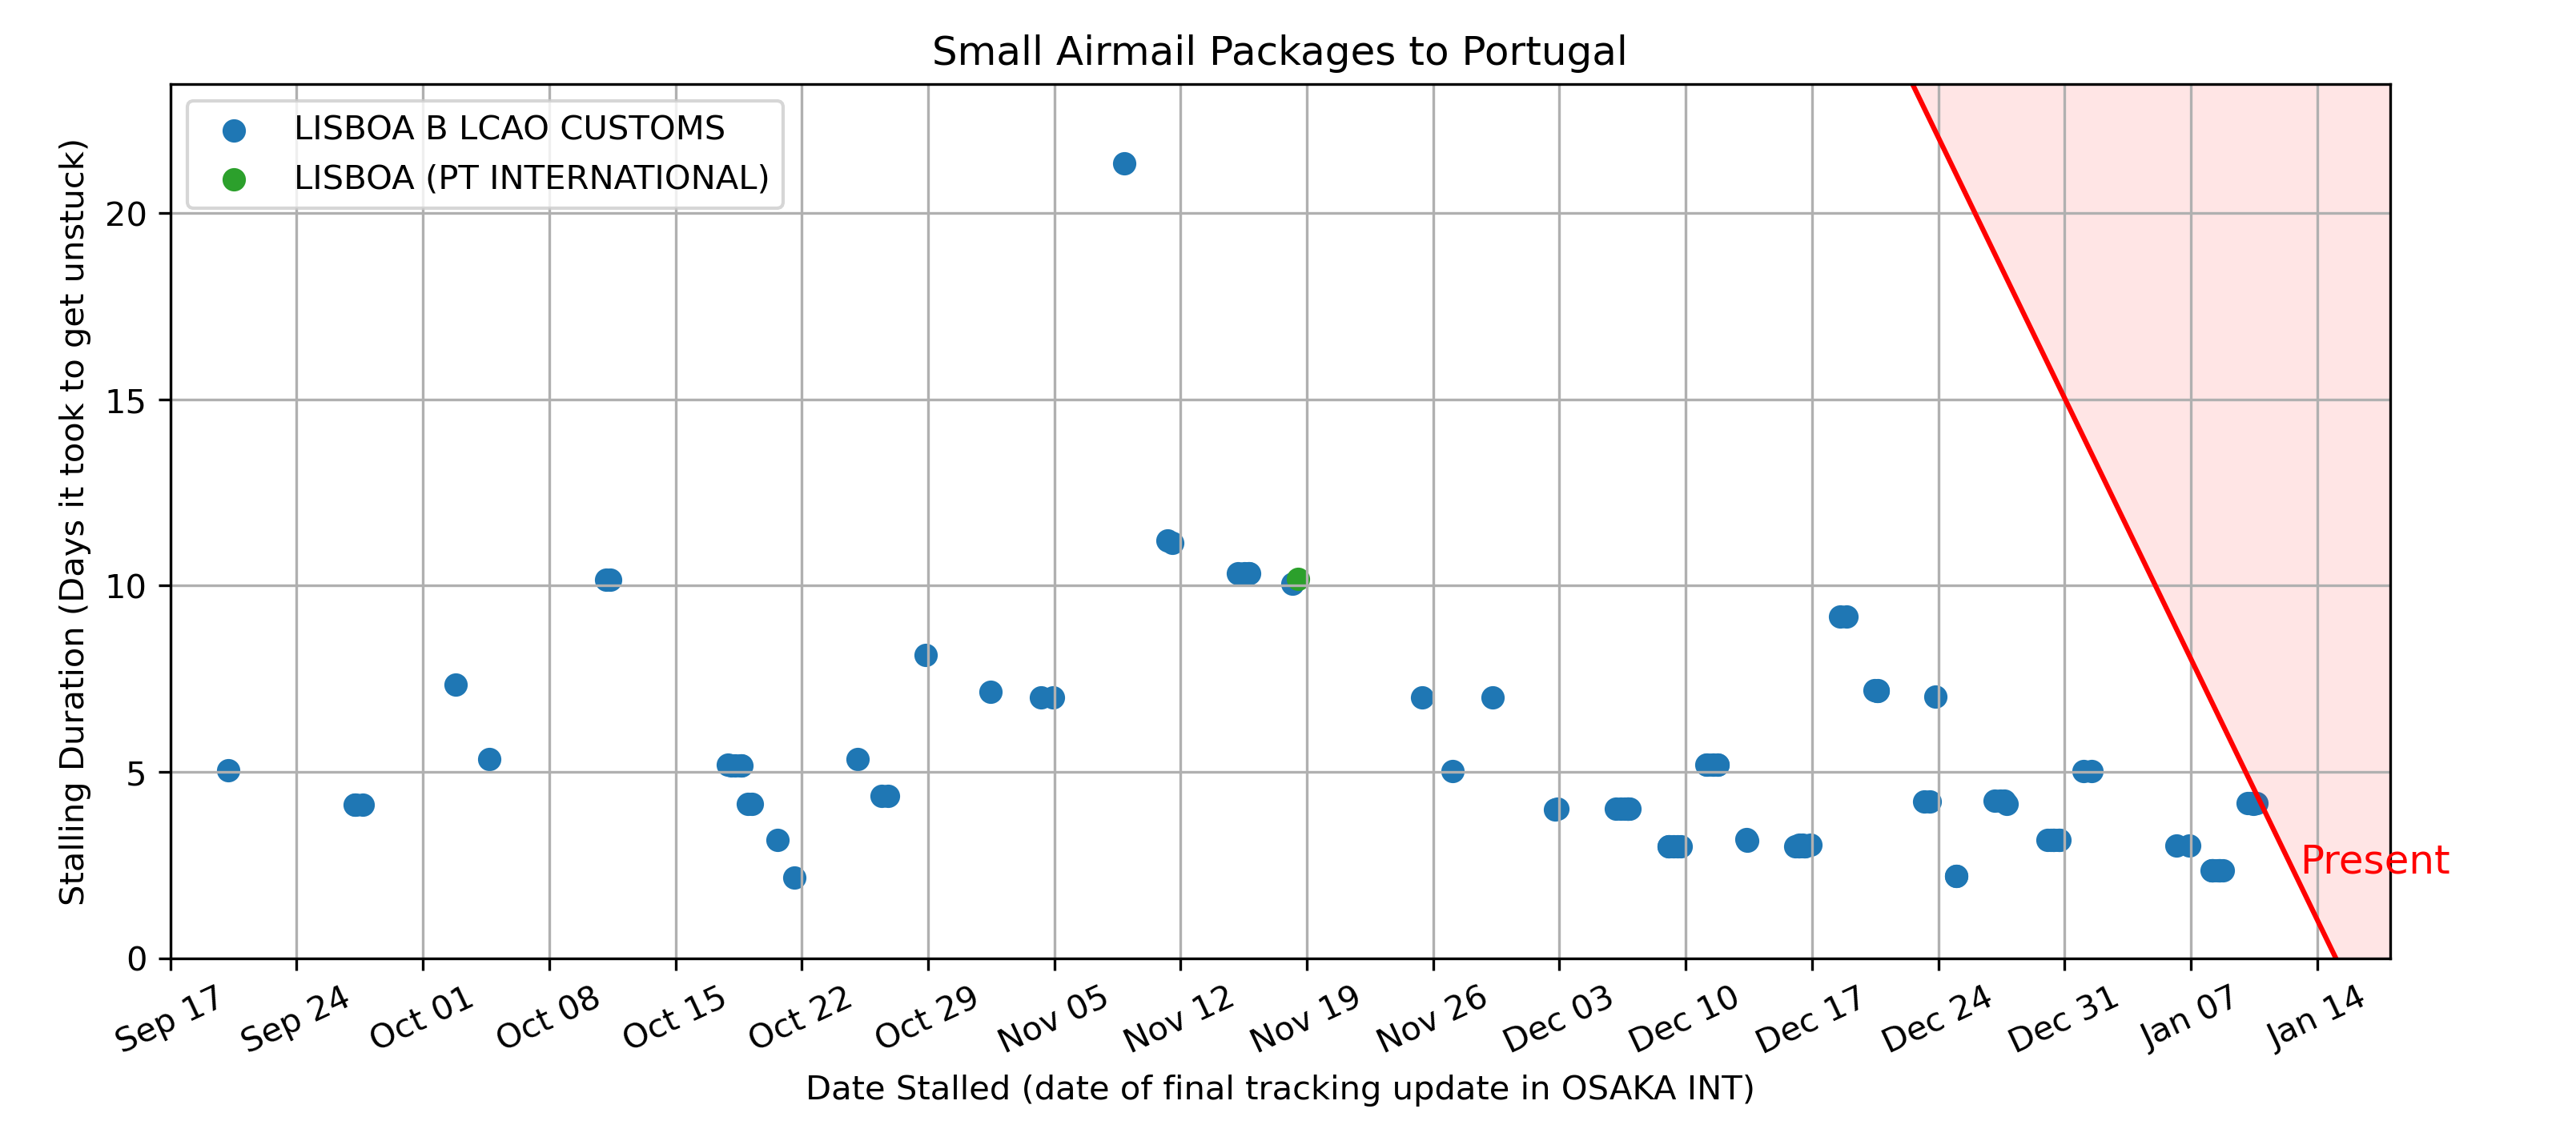 Small Airmail Packages to Portugal
LISBOA B LCAO CUSTOMS
LISBOA (PT INTERNATIONAL)
Stalling Duration (Days it took to get unstuck)
20
15
10
5
0
Present
Sep 17
Sep 24
Oct 01
Oct 08
Oct 15
Oct 22
Oct 29
Nov 05
Nov 12
Nov 19
Nov 26
Dec 03
Dec 10
Dec 17
Dec 24
Dec 31
Jan 07
Jan 14
Date Stalled (date of final tracking update in OSAKA INT)